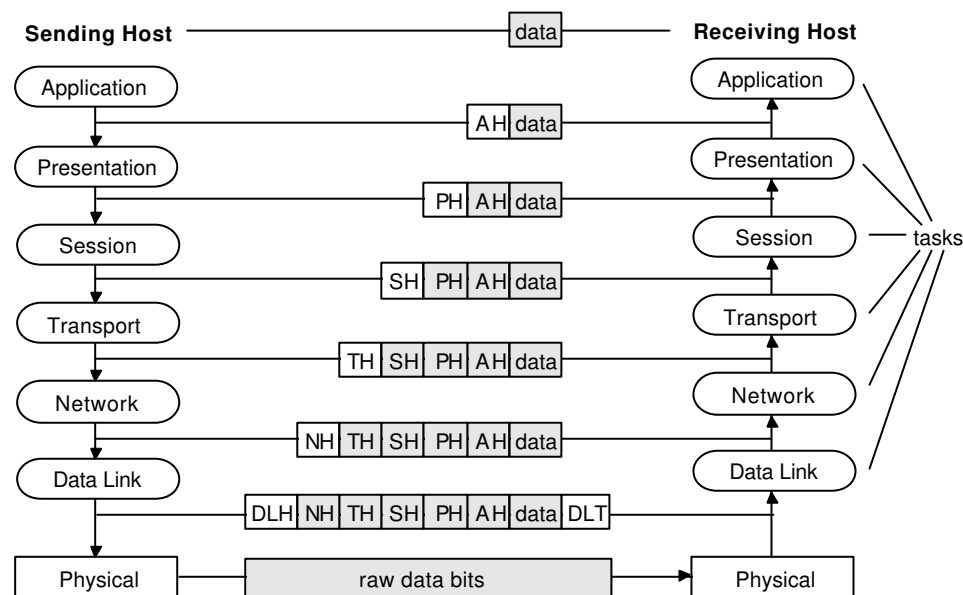 Sending Host data Receiving Host
Application Application
AH data
Presentation Presentation
PH AH data
Session Session tasks
SH PH AH data
Transport Transport
TH SH PH AH data
Network Network
NH TH SH PH AH data
Data Link Data Link
DLH NH TH SH PH AH data DLT
Physical raw data bits Physical